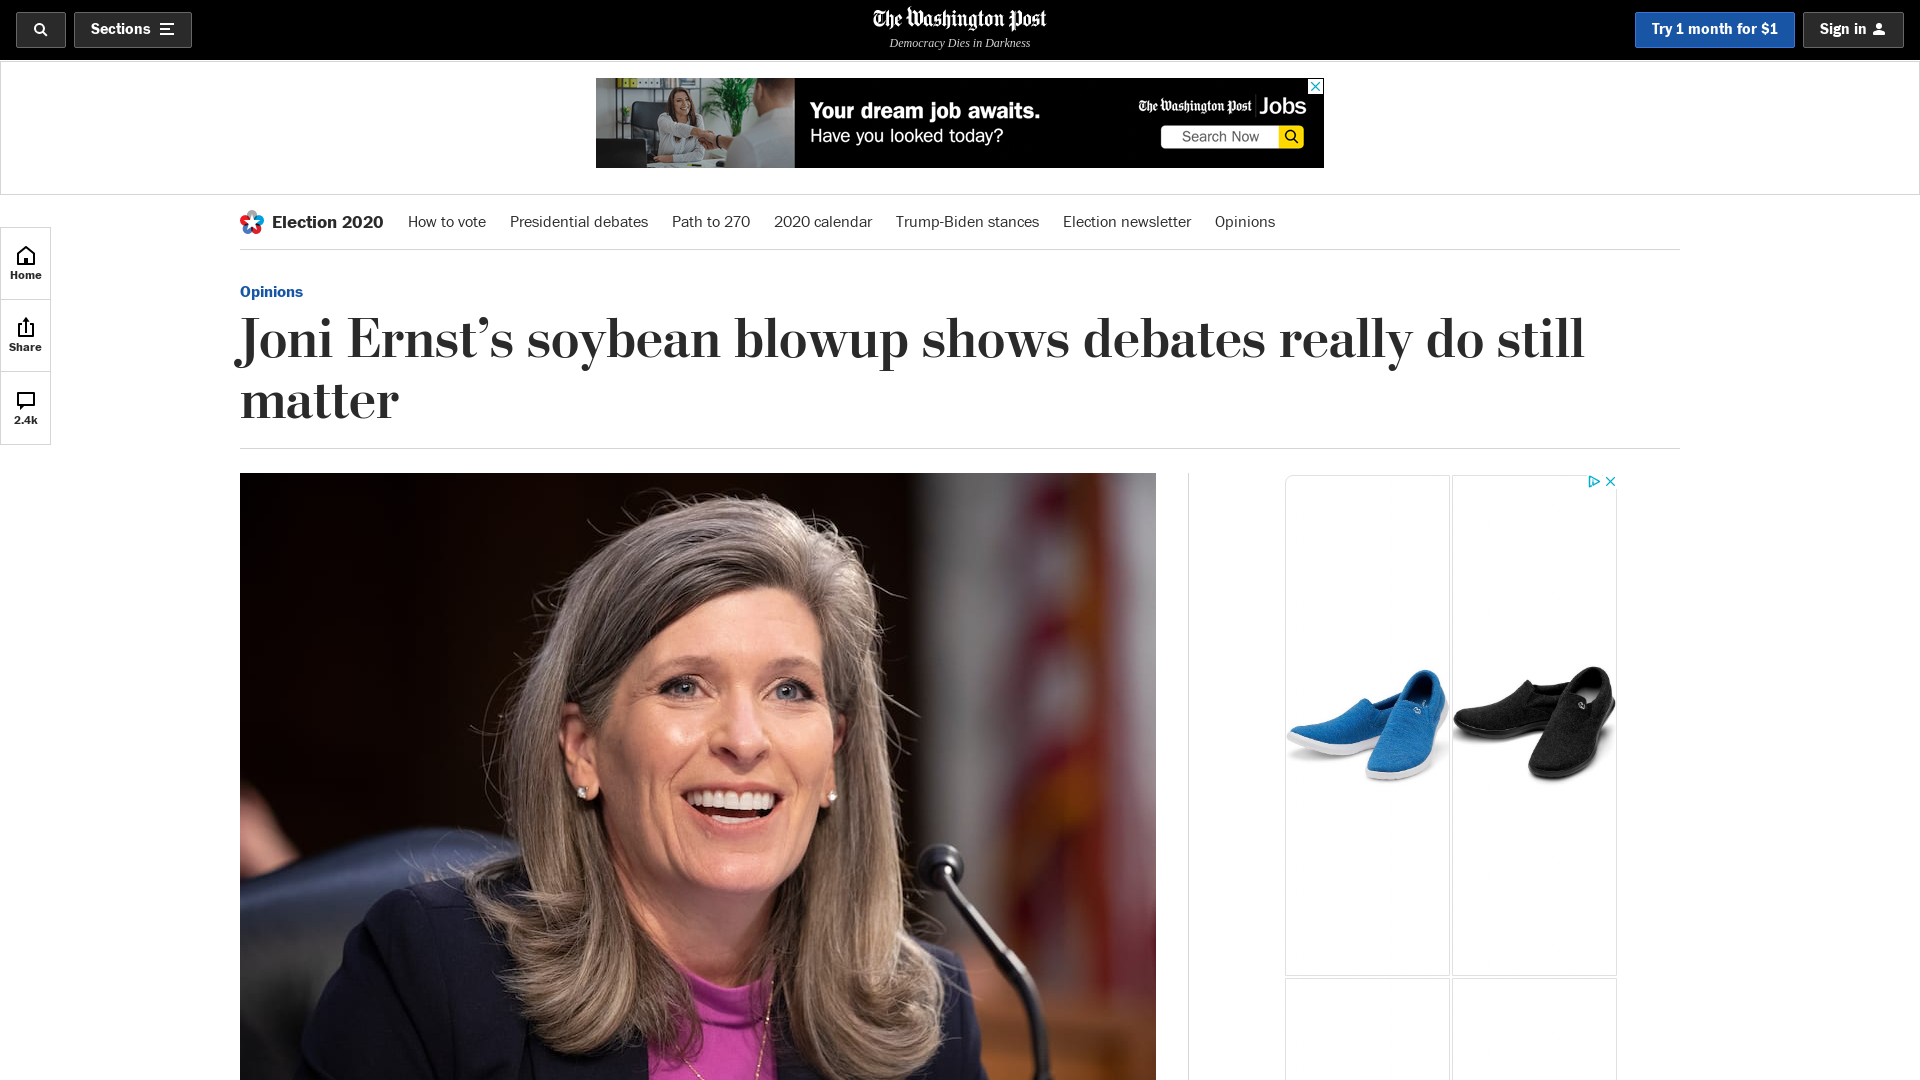 Sections
The Washington Post
Democracy Dies in Darkness
Try 1 month for $1
Sign in
Your dream job awaits.
Have you looked today?
The Washington Post Jobs
Search Now
Election 2020
How to vote
Presidential debates
Path to 270
2020 calendar
Trump-Biden stances
Election newsletter
Opinions
Home
Share
2.4k
Opinions
Joni Ernst’s soybean blowup shows debates really do still
matter